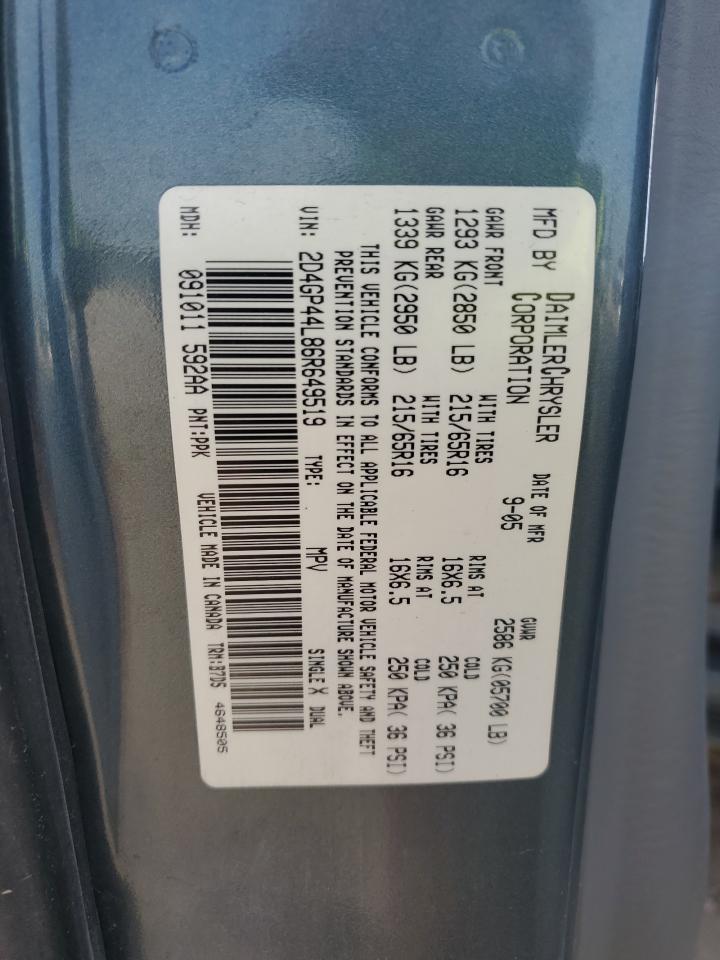 MFD BY DAIMLERCHRYSLER CORPORATION
DATE OF MFR 9-05
GVWR 2586 KG(05700 LB)
GAWR FRONT WITH TIRES RIMS AT COLD
1293 KG(2850 LB) 215/65R16 16X6.5 250 KPA( 36 PSI)
GAWR REAR WITH TIRES RIMS AT COLD
1339 KG(2950 LB) 215/65R16 16X6.5 250 KPA( 36 PSI)
THIS VEHICLE CONFORMS TO ALL APPLICABLE FEDERAL MOTOR VEHICLE SAFETY AND THEFT
PREVENTION STANDARDS IN EFFECT ON THE DATE OF MANUFACTURE SHOWN ABOVE.
VIN: 2D4GP44L86R649519 TYPE: MPV SINGLE X DUAL
MDH: 091011 592AA PNT:PPK VEHICLE MADE IN CANADA TRM:B7D5 4648505